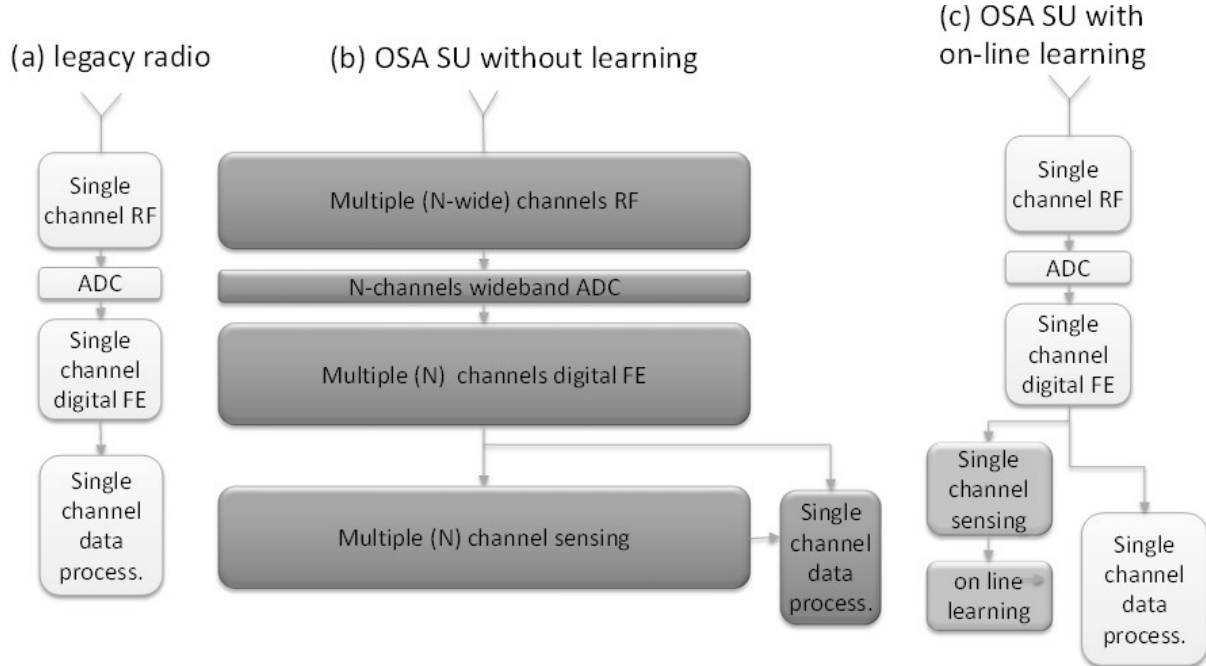 (a) legacy radio
Single
channel RF
ADC
Single
channel
digital FE
Single
channel
data
process.
(b) OSA SU without learning
Multiple (N-wide) channels RF
N-channels wideband ADC
Multiple (N) channels digital FE
Multiple (N) channel sensing
Single
channel
data
process.
(c) OSA SU with
on-line learning
Single
channel RF
ADC
Single
channel
digital FE
Single
channel
sensing
on line
learning
Single
channel
data
process.